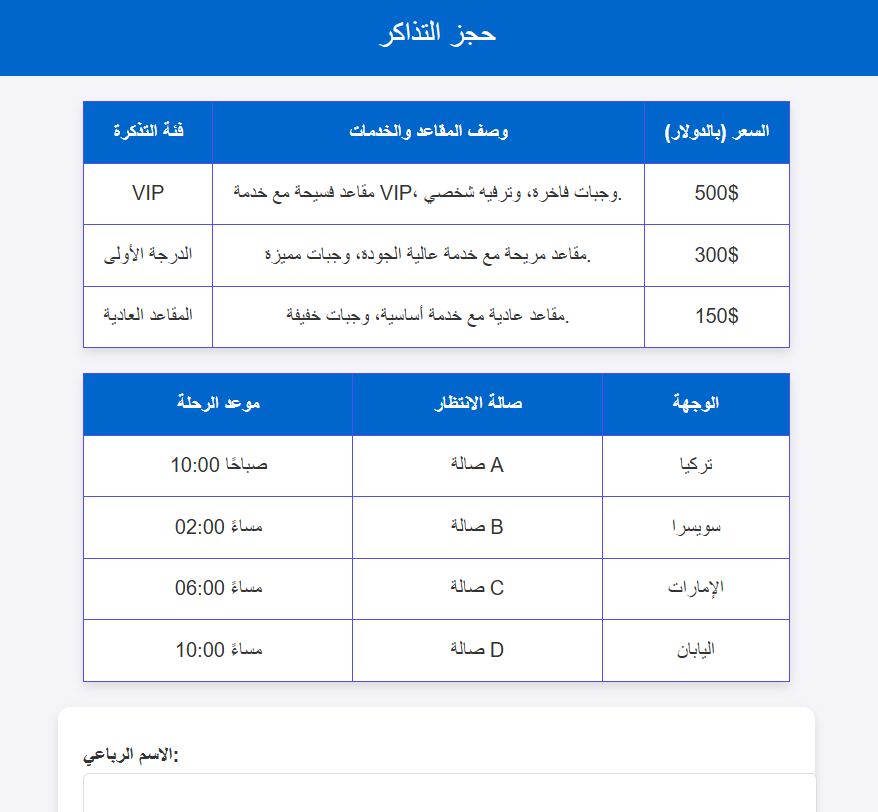 حجز التذاكر
السعر (بالدولار) وصف المقاعد والخدمات فئة التذكرة
500$ مقاعد فسيحة مع خدمة VIP، وجبات فاخرة، وترفيه شخصي. VIP
300$ مقاعد مريحة مع خدمة عالية الجودة، وجبات مميزة. الدرجة الأولى
150$ مقاعد عادية مع خدمة أساسية، وجبات خفيفة. المقاعد العادية
الوجهة صالة الانتظار موعد الرحلة
تركيا صالة A 10:00 صباحًا
سويسرا صالة B 02:00 مساءً
الإمارات صالة C 06:00 مساءً
اليابان صالة D 10:00 مساءً
الاسم الرباعي: